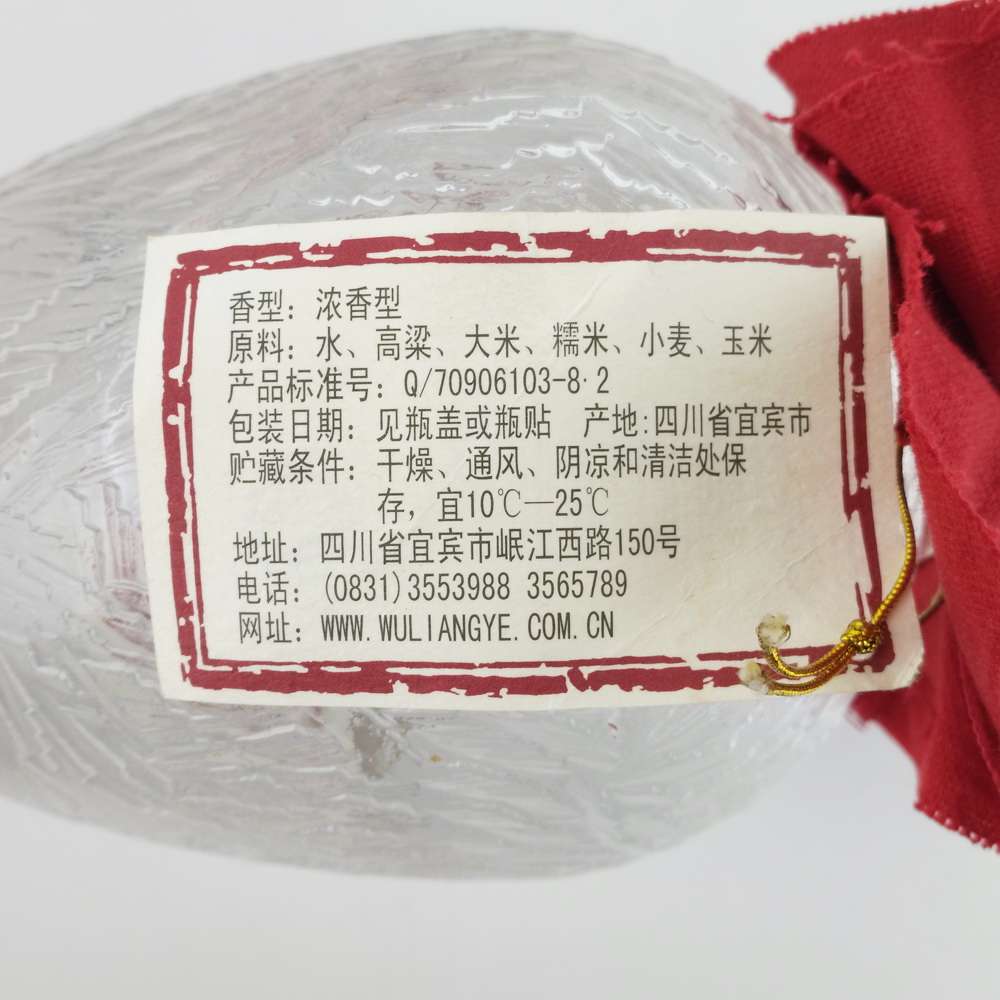 香型：浓香型
原料：水、高粱、大米、糯米、小麦、玉米
产品标准号：Q/70906103-8·2
包装日期：见瓶盖或瓶贴 产地:四川省宜宾市
贮藏条件：干燥、通风、阴凉和清洁处保
存，宜10℃—25℃
地址：四川省宜宾市岷江西路150号
电话：(0831)3553988 3565789
网址：WWW.WULIANGYE.COM.CN